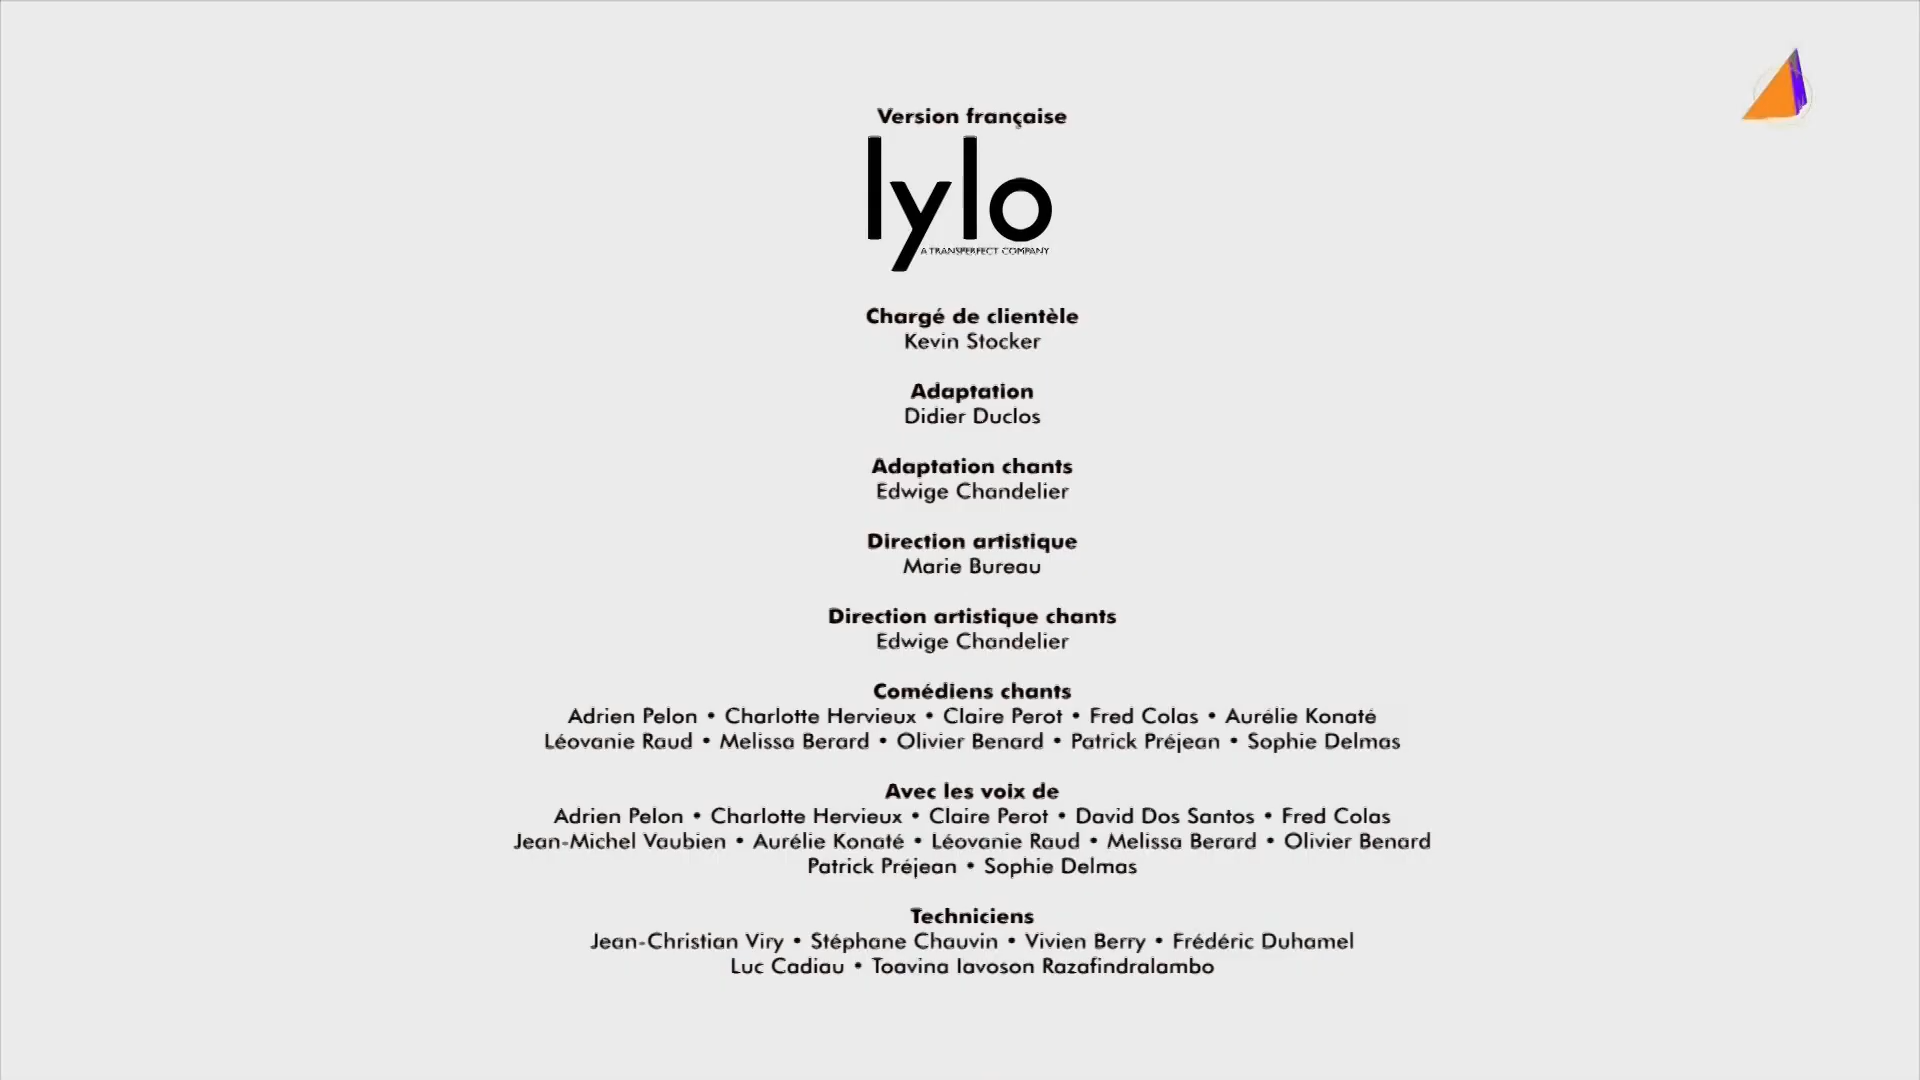 Version française
lylo
A TRANSPERFECT COMPANY
Chargé de clientèle
Kevin Stocker
Adaptation
Didier Duclos
Adaptation chants
Edwige Chandelier
Direction artistique
Marie Bureau
Direction artistique chants
Edwige Chandelier
Comédiens chants
Adrien Pelon • Charlotte Hervieux • Claire Perot • Fred Colas • Aurélie Konaté
Léovanie Raud • Melissa Berard • Olivier Benard • Patrick Préjean • Sophie Delmas
Avec les voix de
Adrien Pelon • Charlotte Hervieux • Claire Perot • David Dos Santos • Fred Colas
Jean-Michel Vaubien • Aurélie Konaté • Léovanie Raud • Melissa Berard • Olivier Benard
Patrick Préjean • Sophie Delmas
Techniciens
Jean-Christian Viry • Stéphane Chauvin • Vivien Berry • Frédéric Duhamel
Luc Cadiau • Toavina Iavoson Razafindralambo